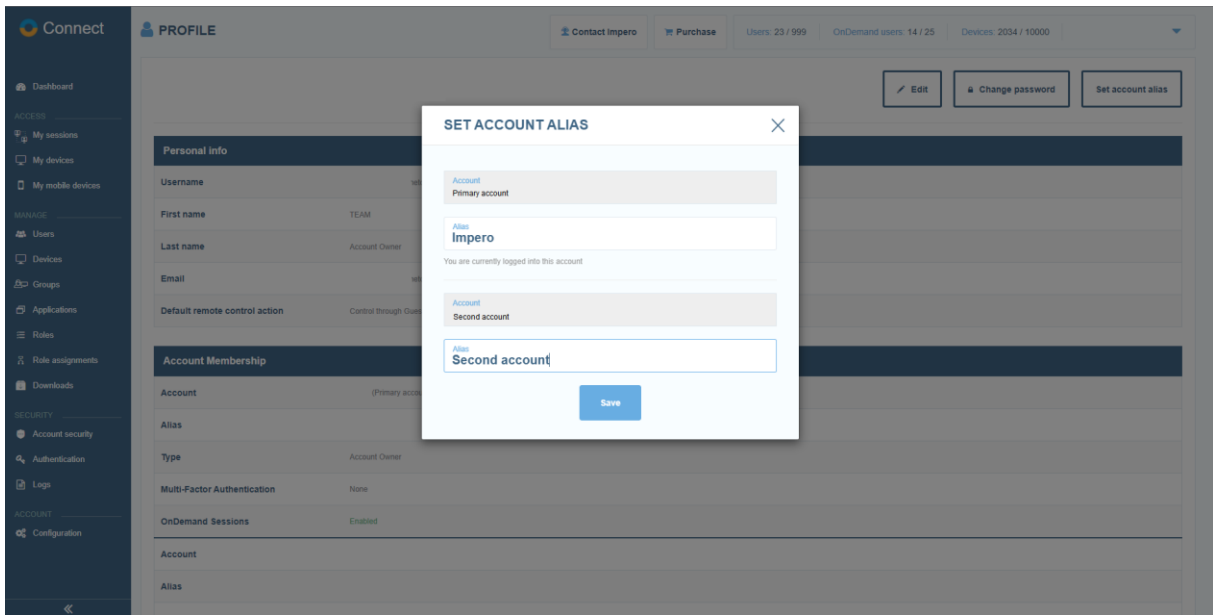 Connect
PROFILE
Contact Impero
Purchase
Users: 23 / 999
OnDemand users: 14 / 25
Devices: 2034 / 10000
Dashboard
ACCESS
My sessions
My devices
My mobile devices
MANAGE
Users
Devices
Groups
Applications
Roles
Role assignments
Downloads
SECURITY
Account security
Authentication
Logs
ACCOUNT
Configuration
Edit
Change password
Set account alias
Personal info
Username
First name TEAM
Last name Account Owner
Email
Default remote control action Control through
Account Membership
Account (Primary
Alias
Type Account Owner
Multi-Factor Authentication None
OnDemand Sessions Enabled
Account
Alias
SET ACCOUNT ALIAS
Account
Primary account
Alias
Impero
You are currently logged into this account
Account
Second account
Alias
Second account
Save